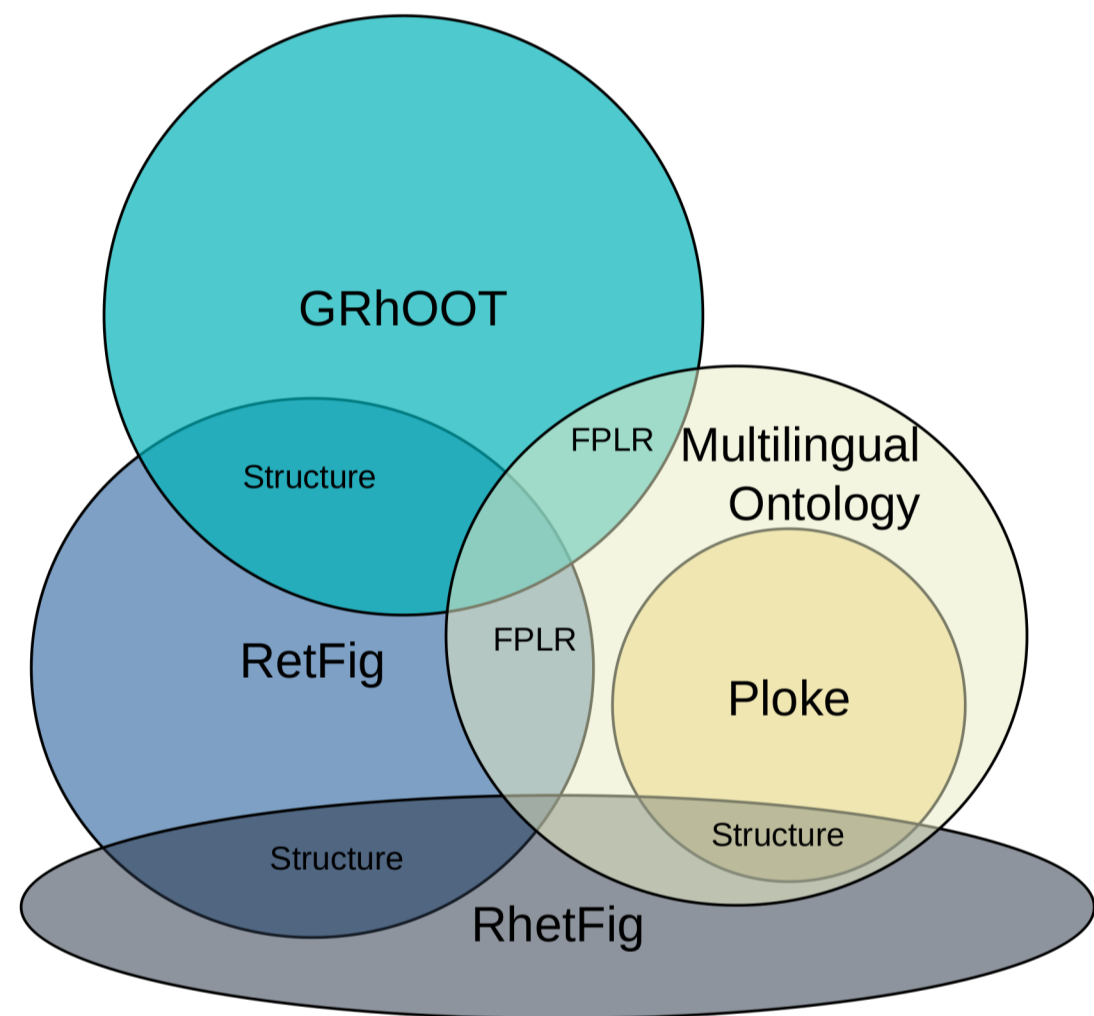 GRhOOT
FPLR
Multilingual
Ontology
Structure
FPLR
RetFig
Ploke
Structure
Structure
RhetFig